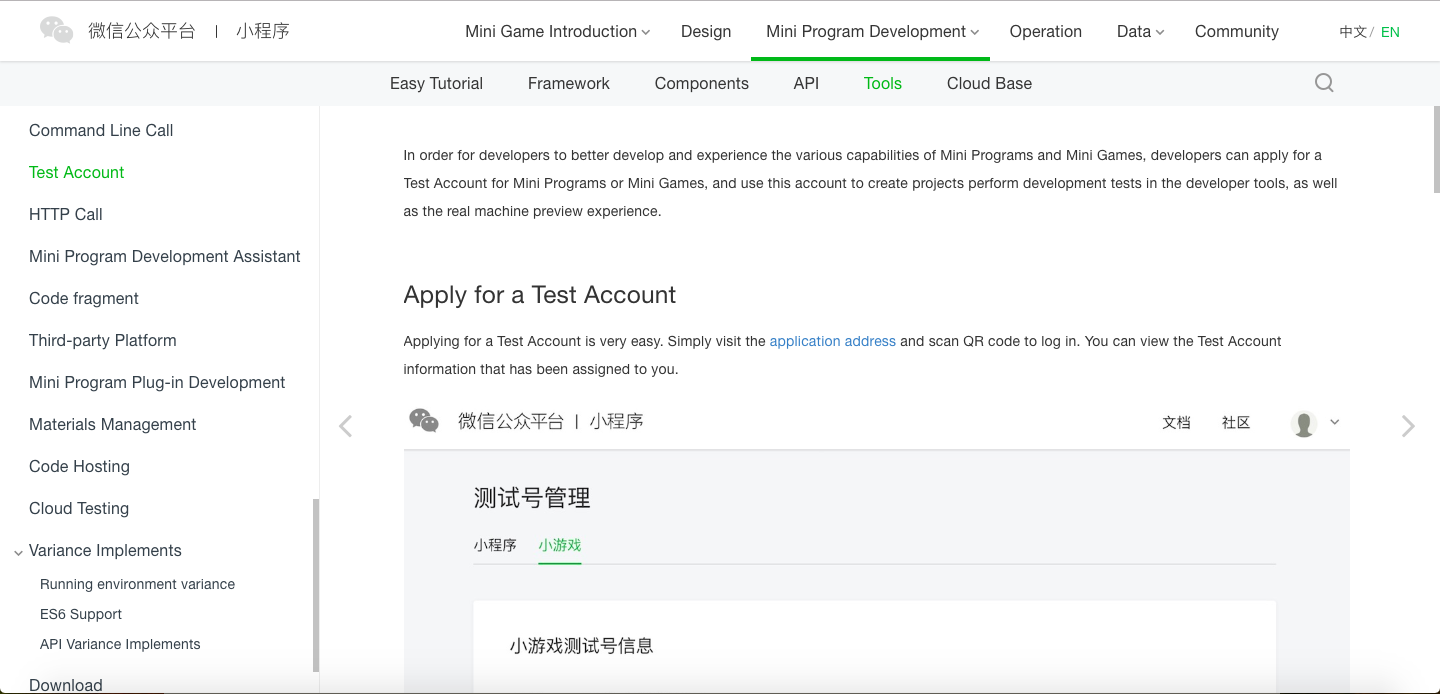 微信公众平台 | 小程序
Mini Game Introduction
Design
Mini Program Development
Operation
Data
Community
中文 / EN
Easy Tutorial
Framework
Components
API
Tools
Cloud Base
Command Line Call
Test Account
HTTP Call
Mini Program Development Assistant
Code fragment
Third-party Platform
Mini Program Plug-in Development
Materials Management
Code Hosting
Cloud Testing
Variance Implements
Running environment variance
ES6 Support
API Variance Implements
Download
In order for developers to better develop and experience the various capabilities of Mini Programs and Mini Games, developers can apply for a
Test Account for Mini Programs or Mini Games, and use this account to create projects perform development tests in the developer tools, as well
as the real machine preview experience.
Apply for a Test Account
Applying for a Test Account is very easy. Simply visit the application address and scan QR code to log in. You can view the Test Account
information that has been assigned to you.
微信公众平台 | 小程序
文档
社区
测试号管理
小程序
小游戏
小游戏测试号信息